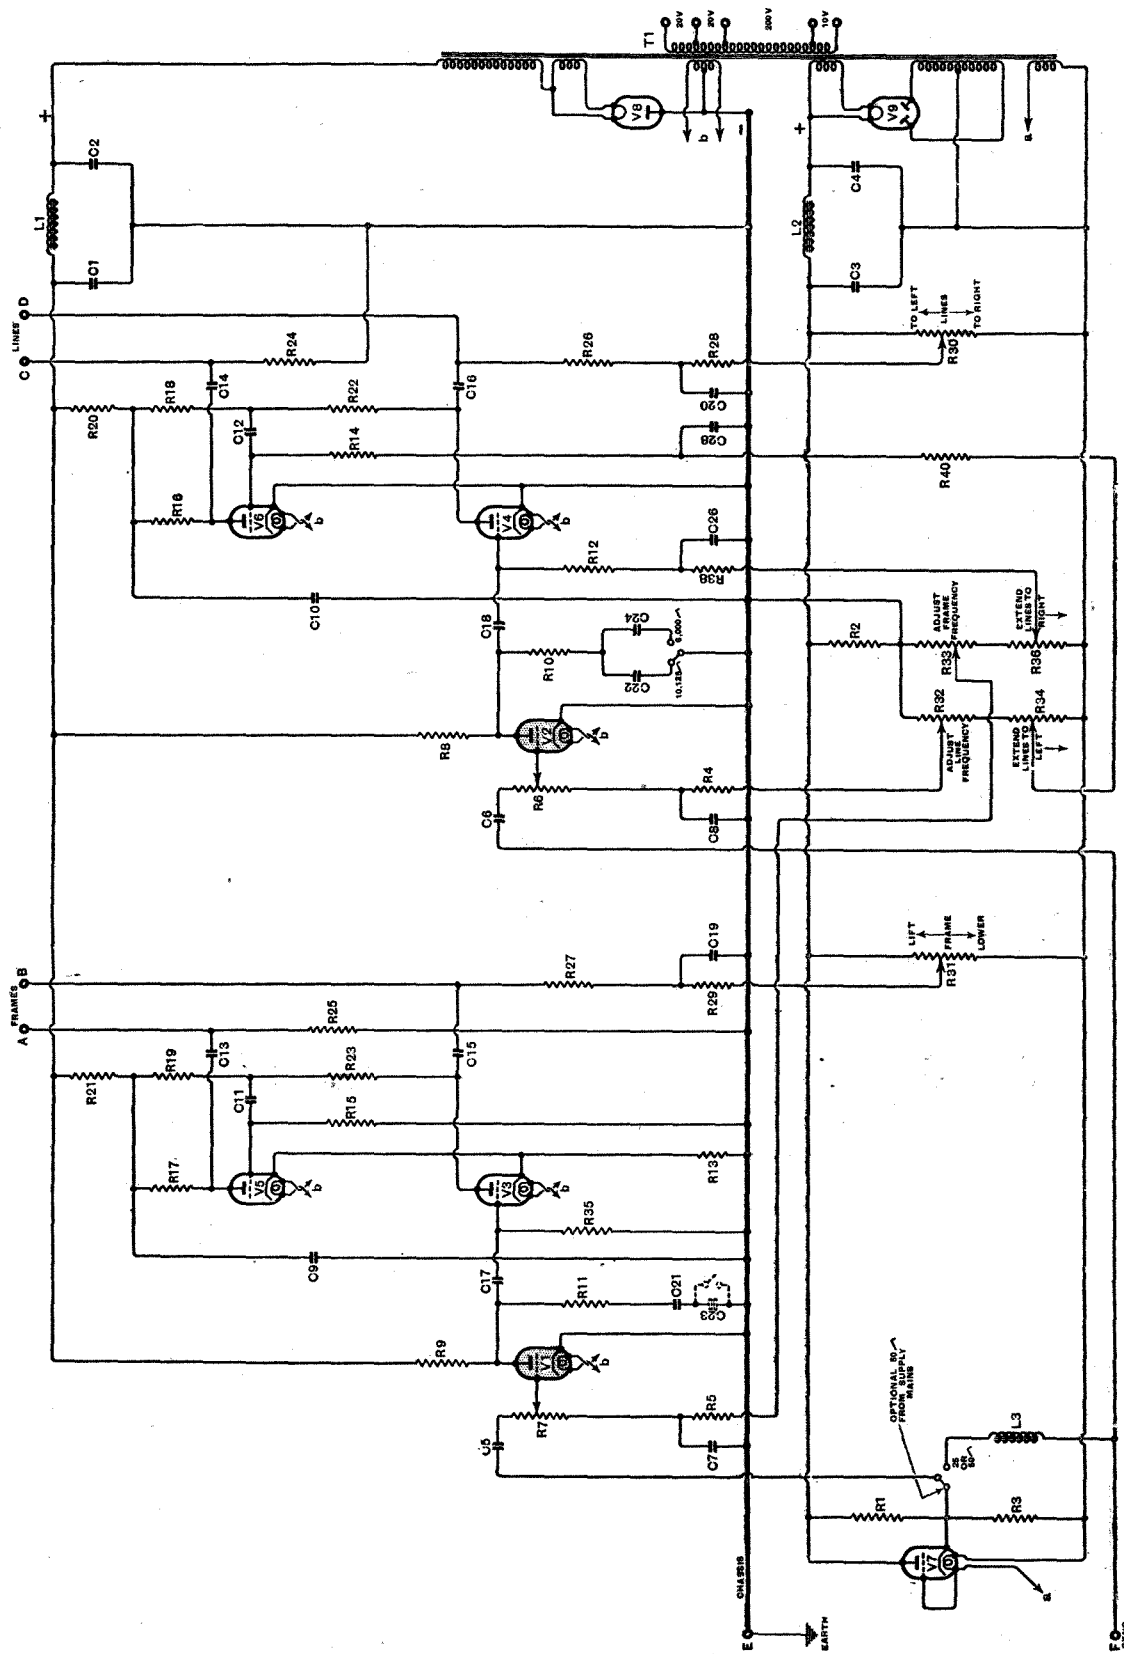 20V
20V
200V
10V
T1
+
C2
L1
C1
V8
b
–
+
V9
a
C4
L2
C3
D
LINES
C
R24
C14
R18
R20
C12
R22
R14
C16
R26
R28
C20
C28
TO LEFT
LINES
TO RIGHT
R30
R40
R16
V6
b
V4
b
C10
R12
C26
R38
C18
R10
C24
C22
6,000~
10,125~
R2
ADJUST
FRAME
FREQUENCY
R33
EXTEND
LINES TO
RIGHT
R36
R8
V2
b
R32
ADJUST
LINE
FREQUENCY
R34
EXTEND
LINES TO
LEFT
R6
R4
C6
C8
B
FRAMES
A
R25
C13
R19
R21
C11
R23
R15
C15
R27
C19
R29
LIFT
FRAME
LOWER
R31
R17
V5
b
V3
b
R13
R35
C9
C17
R11
C21
R9
V1
b
R7
R5
C5
C7
OPTIONAL 50~
FROM SUPPLY
MAINS
25
OR
50~
L3
R1
R3
V7
a
CHASSIS
E
EARTH
F